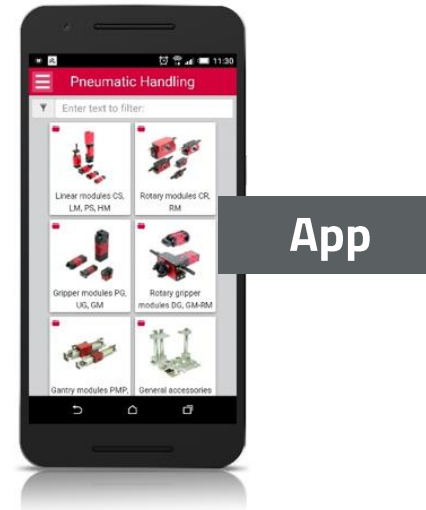 11:30
Pneumatic Handling
Enter text to filter:
Linear modules CS,
LM, PS, HM
Rotary modules CR,
RM
Gripper modules PG,
UG, GM
Rotary gripper
modules DG, GM-RM
Gantry modules PMP,
General accessories
App